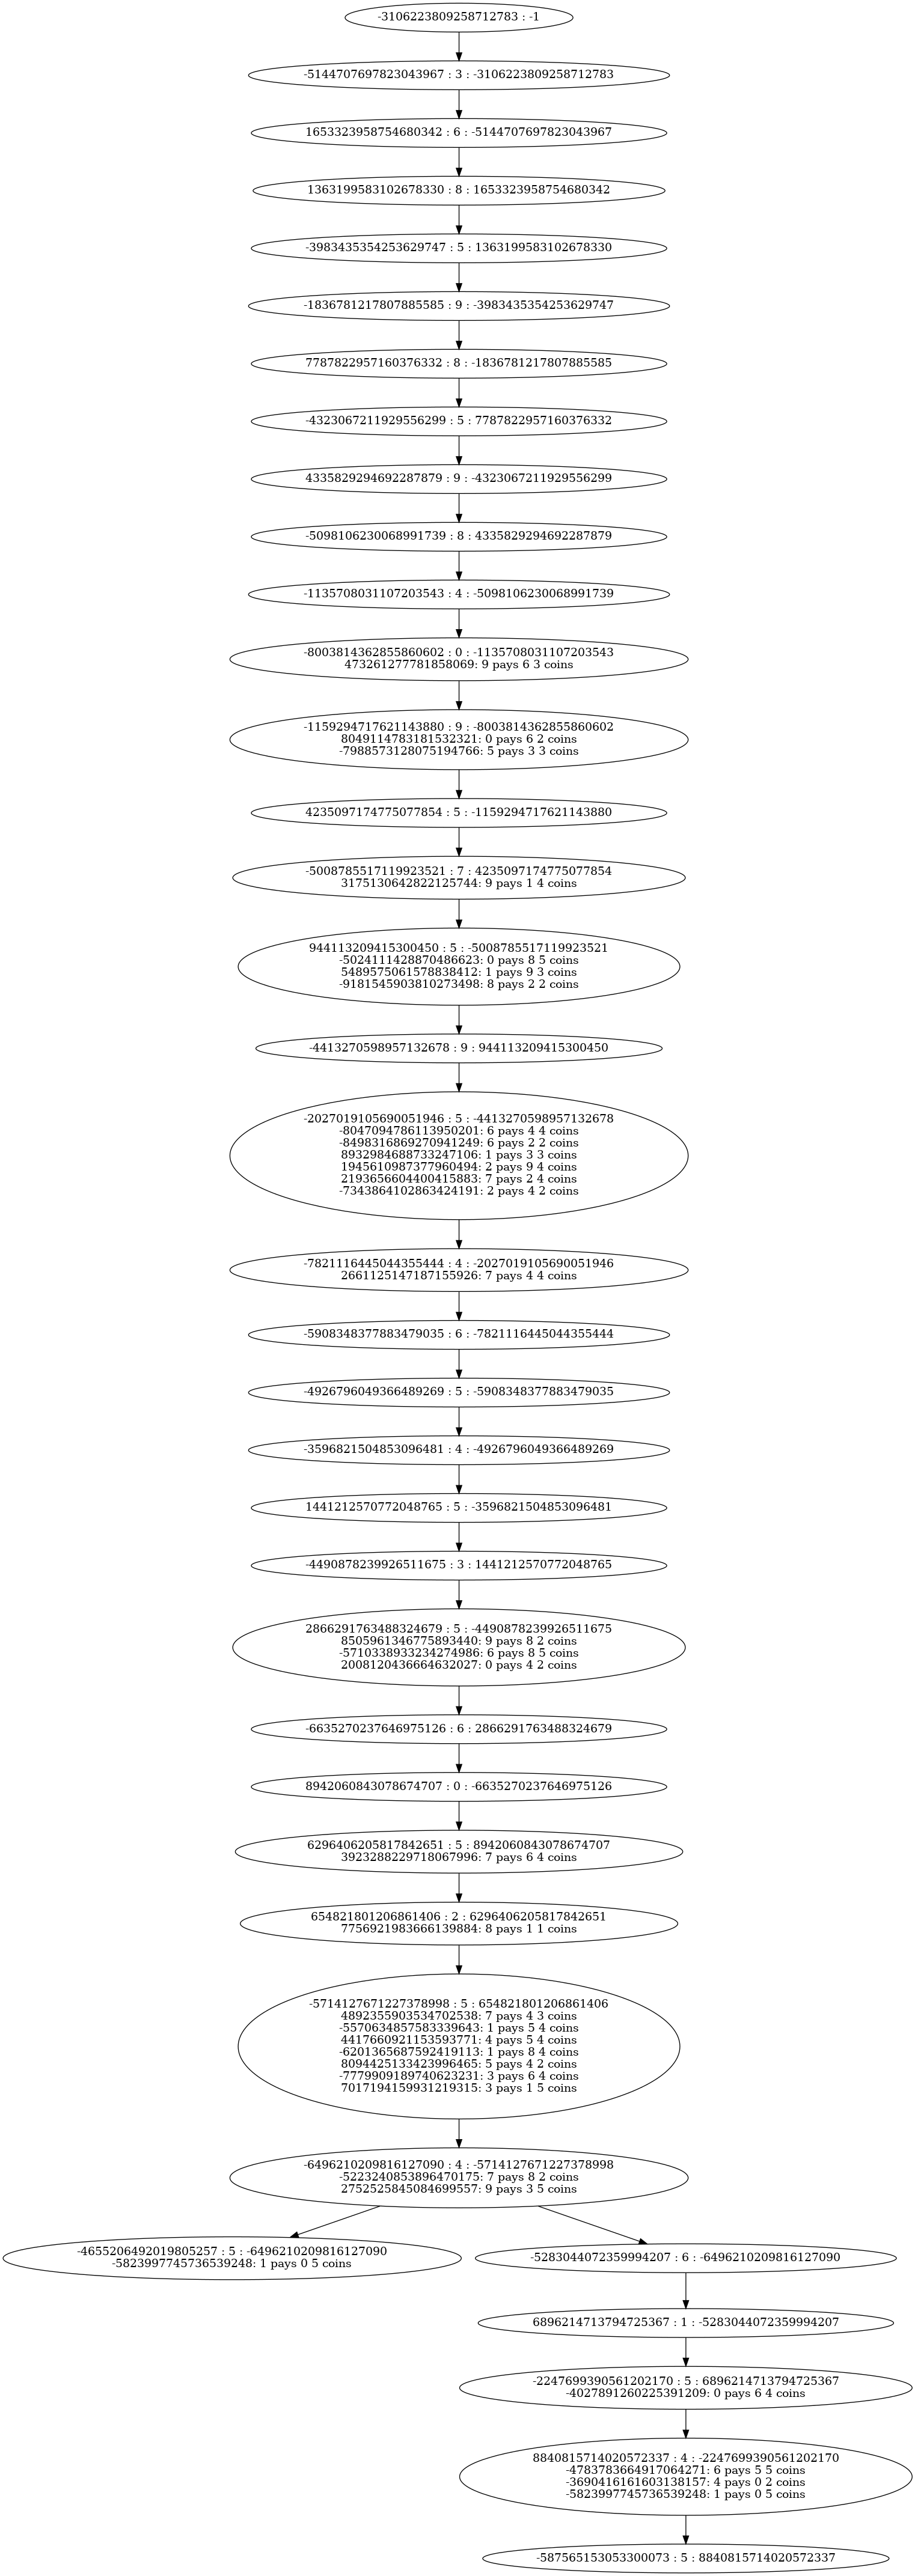 -3106223809258712783 : -1
-5144707697823043967 : 3 : -3106223809258712783
1653323958754680342 : 6 : -5144707697823043967
1363199583102678330 : 8 : 1653323958754680342
-3983435354253629747 : 5 : 1363199583102678330
-1836781217807885585 : 9 : -3983435354253629747
7787822957160376332 : 8 : -1836781217807885585
-4323067211929556299 : 5 : 7787822957160376332
4335829294692287879 : 9 : -4323067211929556299
-5098106230068991739 : 8 : 4335829294692287879
-1135708031107203543 : 4 : -5098106230068991739
-8003814362855860602 : 0 : -1135708031107203543
473261277781858069: 9 pays 6 3 coins
-1159294717621143880 : 9 : -8003814362855860602
8049114783181532321: 0 pays 6 2 coins
-7988573128075194766: 5 pays 3 3 coins
4235097174775077854 : 5 : -1159294717621143880
-5008785517119923521 : 7 : 4235097174775077854
3175130642822125744: 9 pays 1 4 coins
944113209415300450 : 5 : -5008785517119923521
-5024111428870486623: 0 pays 8 5 coins
5489575061578838412: 1 pays 9 3 coins
-9181545903810273498: 8 pays 2 2 coins
-4413270598957132678 : 9 : 944113209415300450
-2027019105690051946 : 5 : -4413270598957132678
-8047094786113950201: 6 pays 4 4 coins
-8498316869270941249: 6 pays 2 2 coins
8932984688733247106: 1 pays 3 3 coins
1945610987377960494: 2 pays 9 4 coins
2193656604400415883: 7 pays 2 4 coins
-7343864102863424191: 2 pays 4 2 coins
-7821116445044355444 : 4 : -2027019105690051946
2661125147187155926: 7 pays 4 4 coins
-5908348377883479035 : 6 : -7821116445044355444
-4926796049366489269 : 5 : -5908348377883479035
-3596821504853096481 : 4 : -4926796049366489269
1441212570772048765 : 5 : -3596821504853096481
-4490878239926511675 : 3 : 1441212570772048765
2866291763488324679 : 5 : -4490878239926511675
8505961346775893440: 9 pays 8 2 coins
-5710338933234274986: 6 pays 8 5 coins
2008120436664632027: 0 pays 4 2 coins
-6635270237646975126 : 6 : 2866291763488324679
8942060843078674707 : 0 : -6635270237646975126
6296406205817842651 : 5 : 8942060843078674707
3923288229718067996: 7 pays 6 4 coins
654821801206861406 : 2 : 6296406205817842651
7756921983666139884: 8 pays 1 1 coins
-5714127671227378998 : 5 : 654821801206861406
4892355903534702538: 7 pays 4 3 coins
-5570634857583339643: 1 pays 5 4 coins
4417660921153593771: 4 pays 5 4 coins
-6201365687592419113: 1 pays 8 4 coins
8094425133423996465: 5 pays 4 2 coins
-7779909189740623231: 3 pays 6 4 coins
7017194159931219315: 3 pays 1 5 coins
-6496210209816127090 : 4 : -5714127671227378998
-5223240853896470175: 7 pays 8 2 coins
2752525845084699557: 9 pays 3 5 coins
-4655206492019805257 : 5 : -6496210209816127090
-5823997745736539248: 1 pays 0 5 coins
-5283044072359994207 : 6 : -6496210209816127090
6896214713794725367 : 1 : -5283044072359994207
-2247699390561202170 : 5 : 6896214713794725367
-4027891260225391209: 0 pays 6 4 coins
8840815714020572337 : 4 : -2247699390561202170
-4783783664917064271: 6 pays 5 5 coins
-3690416161603138157: 4 pays 0 2 coins
-5823997745736539248: 1 pays 0 5 coins
-587565153053300073 : 5 : 8840815714020572337